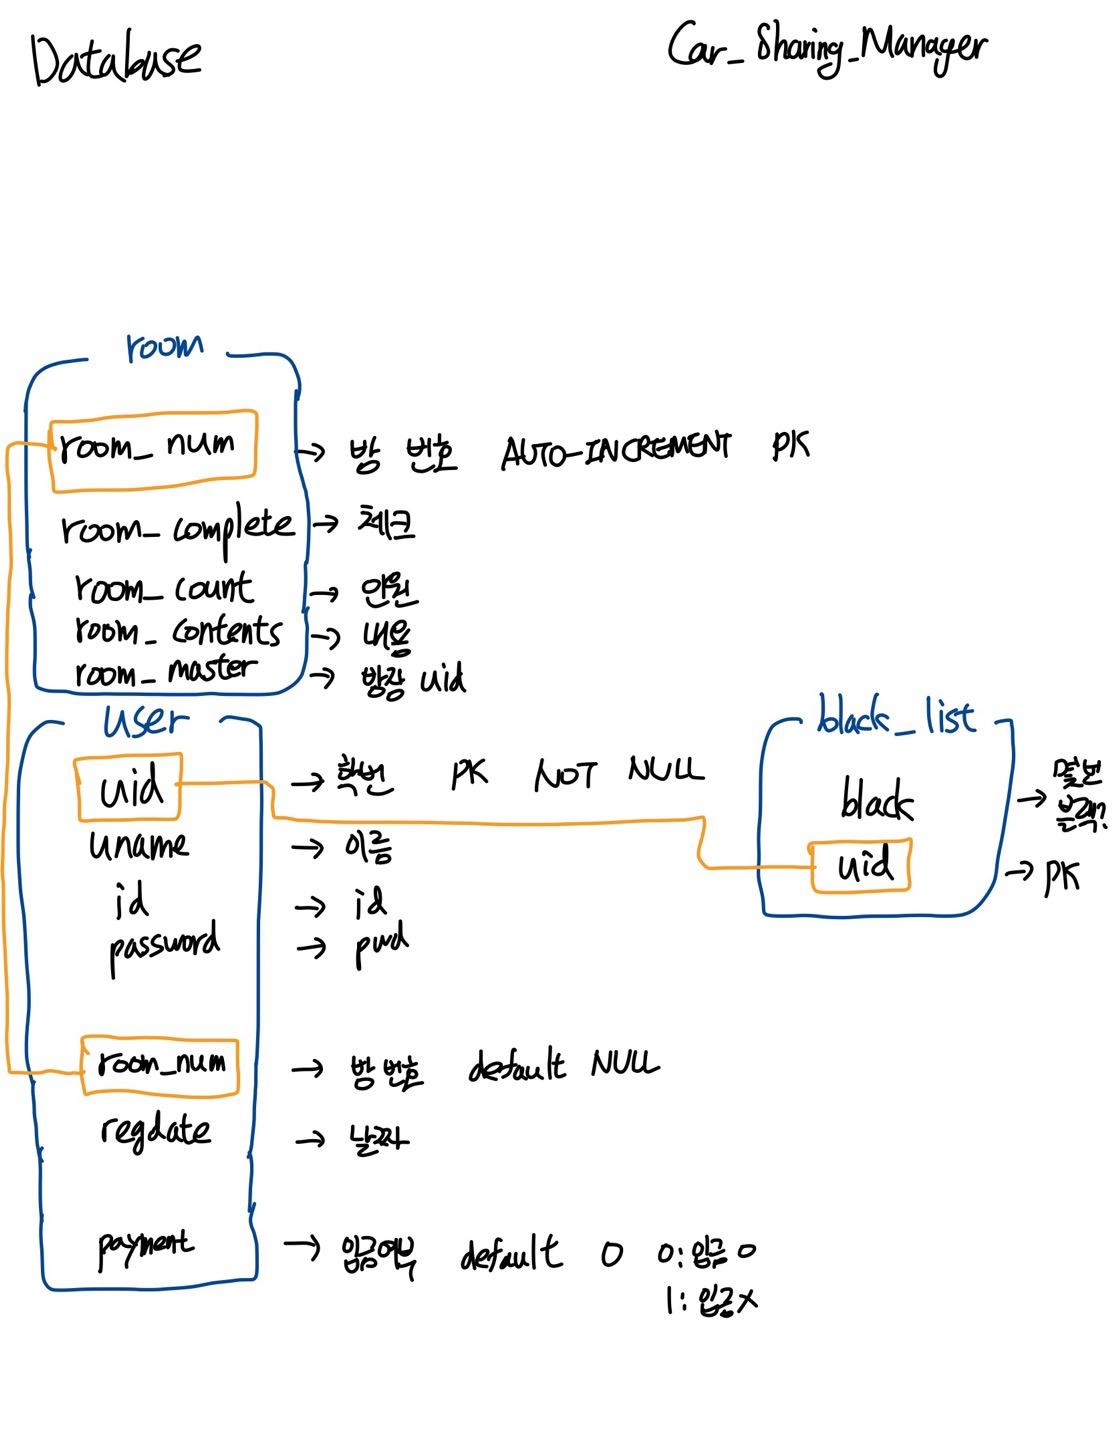 Database
Car_Sharing_Manager
room
room_num → 방 번호 AUTO-INCREMENT PK
room_complete → 체크
room_count → 인원
room_contents → 내용
room_master → 방장 uid
user
uid → 학번 PK NOT NULL
uname → 이름
id → id
password → pwd
room_num → 방 번호 default NULL
regdate → 날짜
payment → 입금여부 default 0 0: 입금 O
1: 입금 X
black_list
black → 몇번
블랙?
uid → PK